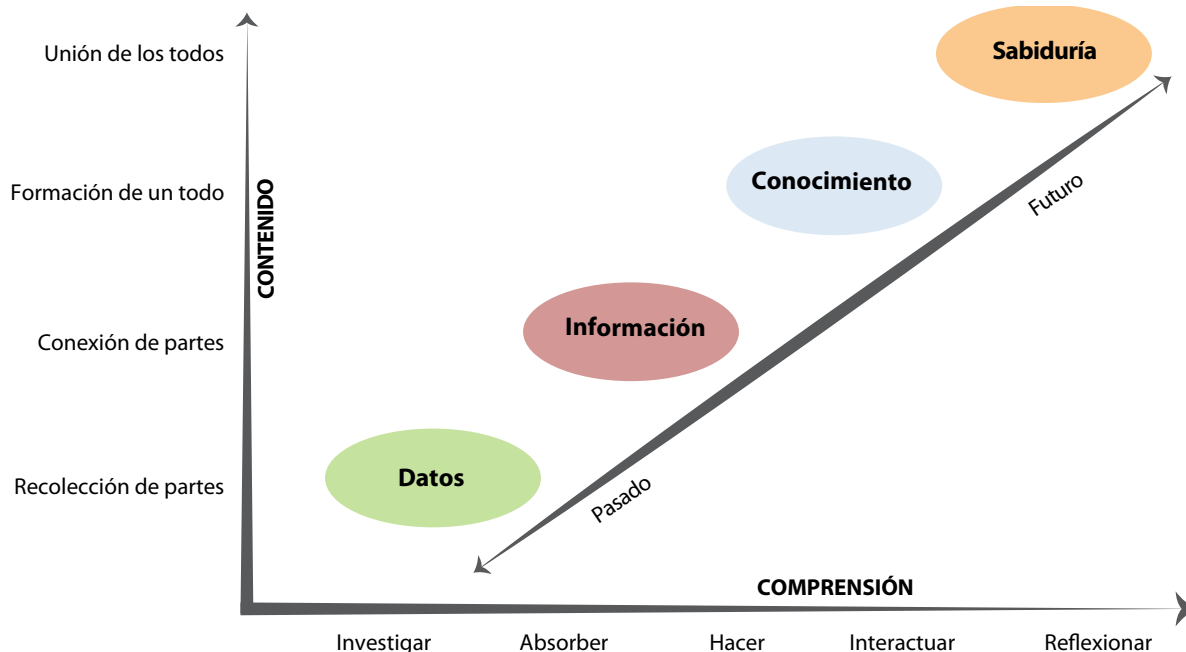 Unión de los todos
Sabiduría
Conocimiento
Formación de un todo
CONTENIDO
Futuro
Información
Conexión de partes
Datos
Recolección de partes
Pasado
COMPRENSIÓN
Investigar
Absorber
Hacer
Interactuar
Reflexionar